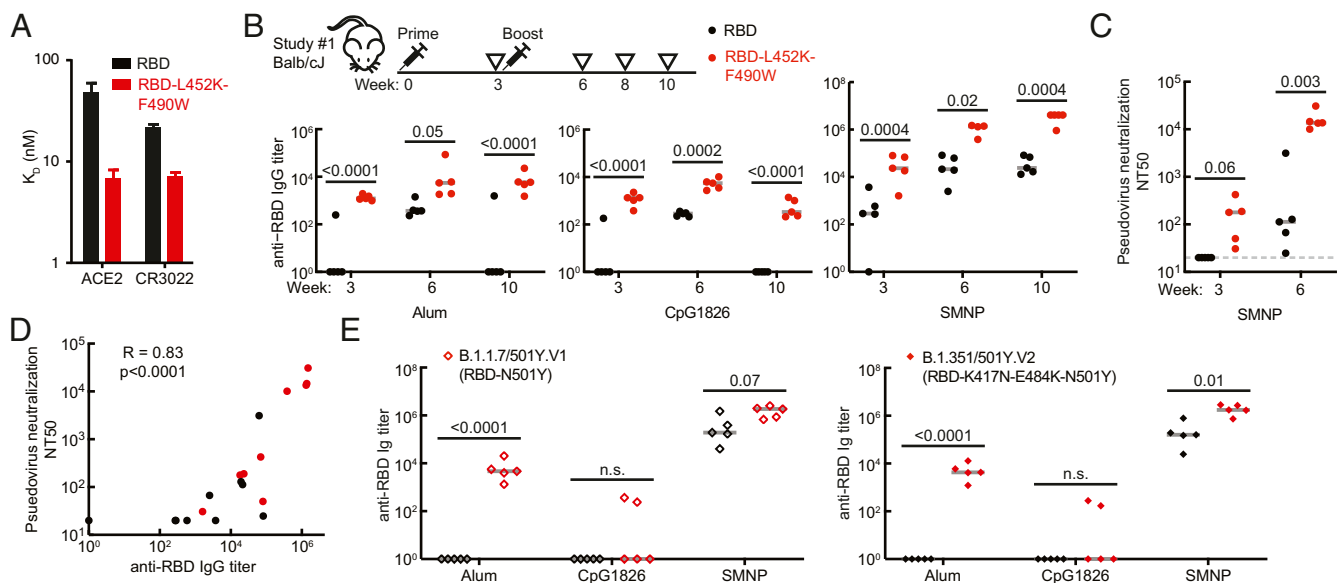 A
RBD
RBD-L452K-
F490W
K_D (nM)
100
10
1
ACE2
CR3022
B
Study #1
Balb/cJ
Prime
Boost
Week: 0
3
6
8
10
RBD
RBD-L452K-
F490W
anti–RBD IgG titer
10^6
10^4
10^2
10^0
<0.0001
0.05
<0.0001
Week: 3
6
10
Alum
10^6
10^4
10^2
10^0
<0.0001
0.0002
<0.0001
3
6
10
CpG1826
10^8
10^6
10^4
10^2
10^0
0.0004
0.02
0.0004
3
6
10
SMNP
C
Pseudovirus neutralization
NT50
10^5
10^4
10^3
10^2
10^1
0.06
0.003
Week: 3
6
SMNP
D
R = 0.83
p<0.0001
Psuedovirus neutralization
NT50
10^5
10^4
10^3
10^2
10^1
10^0
10^2
10^4
10^6
anti-RBD IgG titer
E
B.1.1.7/501Y.V1
(RBD-N501Y)
anti-RBD Ig titer
10^8
10^6
10^4
10^2
10^0
<0.0001
n.s.
0.07
Alum
CpG1826
SMNP
B.1.351/501Y.V2
(RBD-K417N-E484K-N501Y)
anti-RBD Ig titer
10^8
10^6
10^4
10^2
10^0
<0.0001
n.s.
0.01
Alum
CpG1826
SMNP